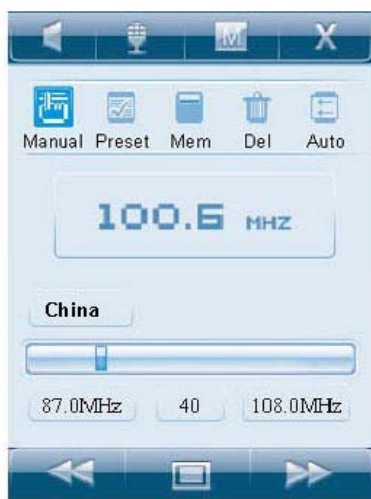 M X
Manual Preset Mem Del Auto
100.6 MHZ
China
87.0MHz 40 108.0MHz